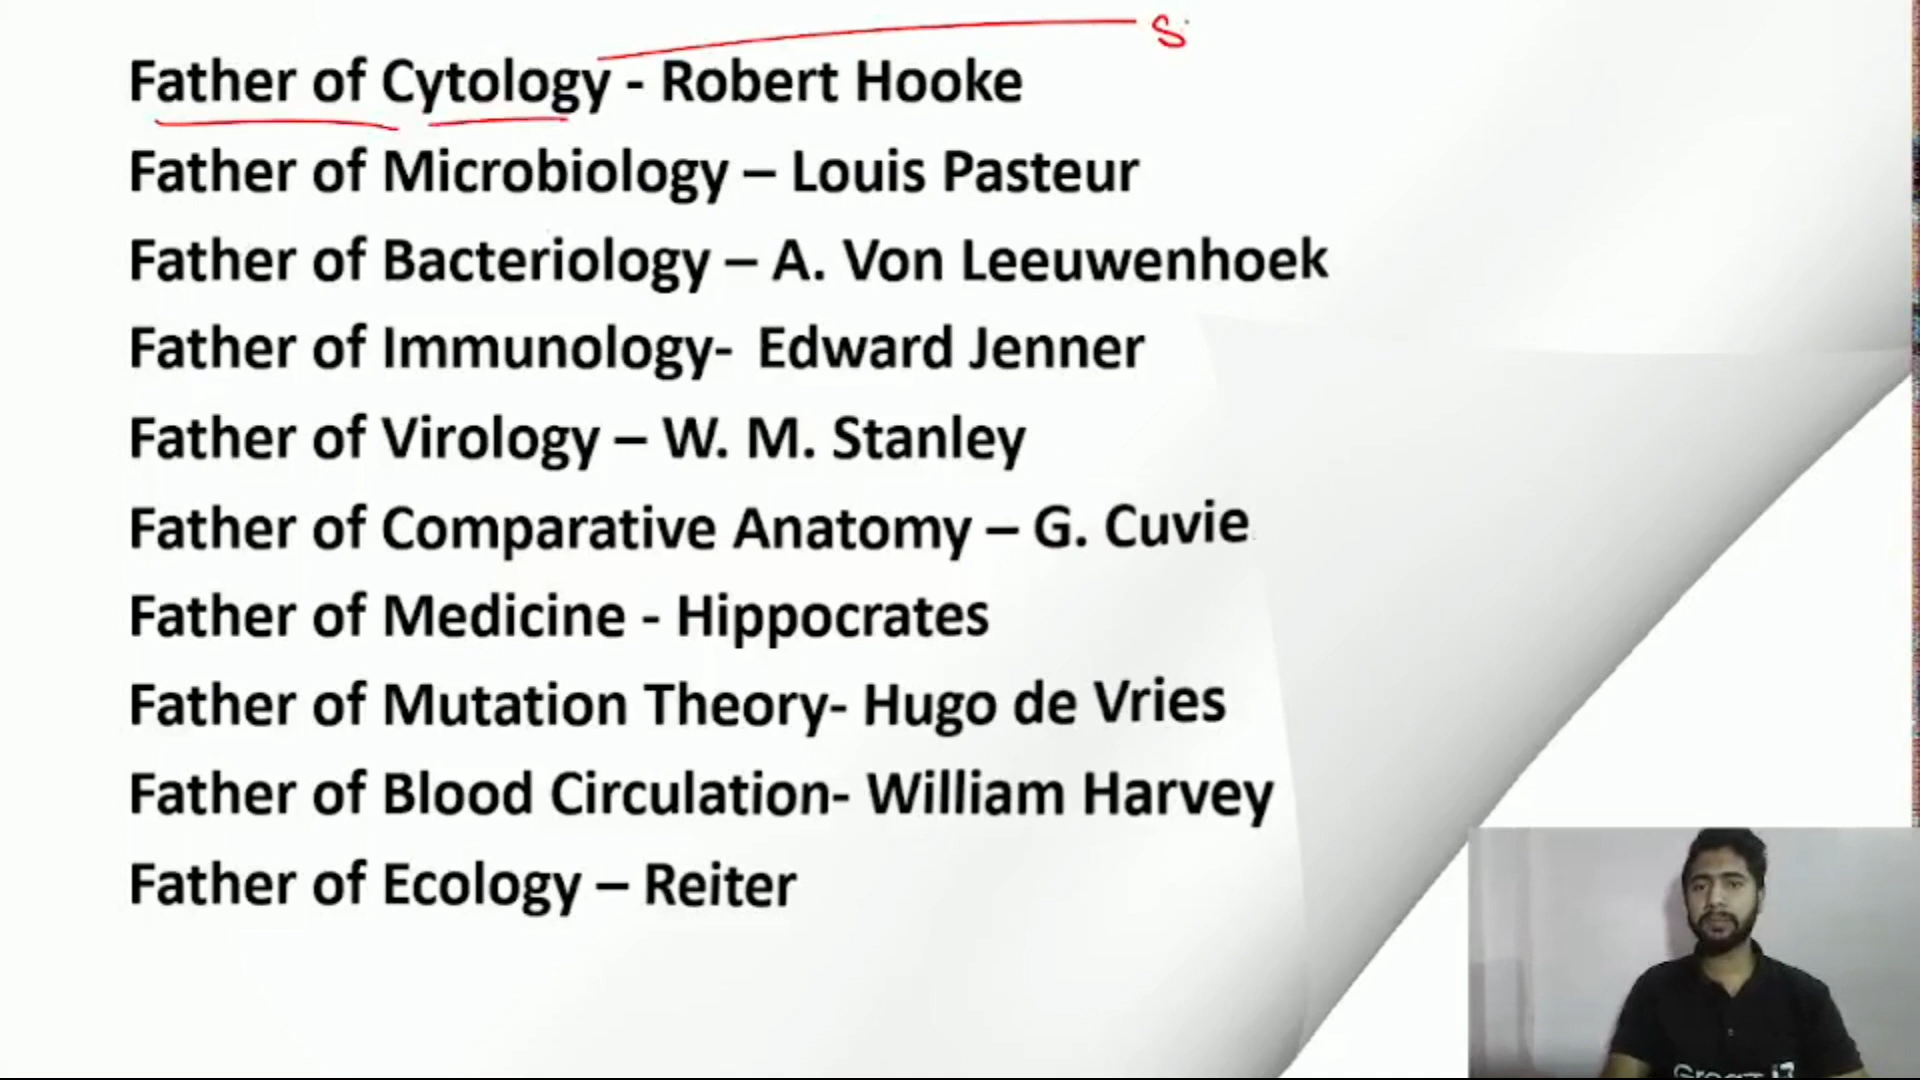 S
Father of Cytology - Robert Hooke
Father of Microbiology – Louis Pasteur
Father of Bacteriology – A. Von Leeuwenhoek
Father of Immunology- Edward Jenner
Father of Virology – W. M. Stanley
Father of Comparative Anatomy – G. Cuvie
Father of Medicine - Hippocrates
Father of Mutation Theory- Hugo de Vries
Father of Blood Circulation- William Harvey
Father of Ecology – Reiter